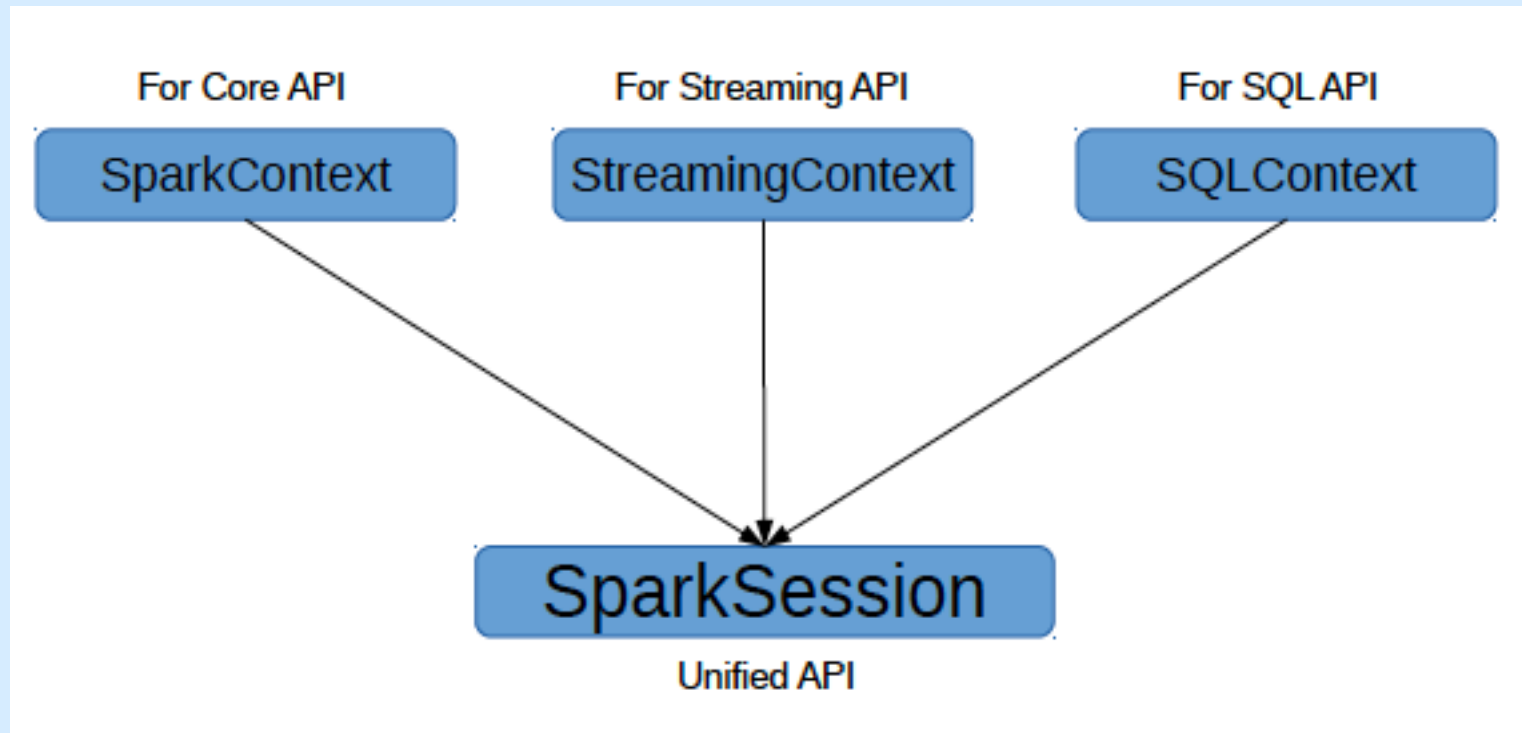 For Core API
For Streaming API
For SQL API
SparkContext
StreamingContext
SQLContext
SparkSession
Unified API